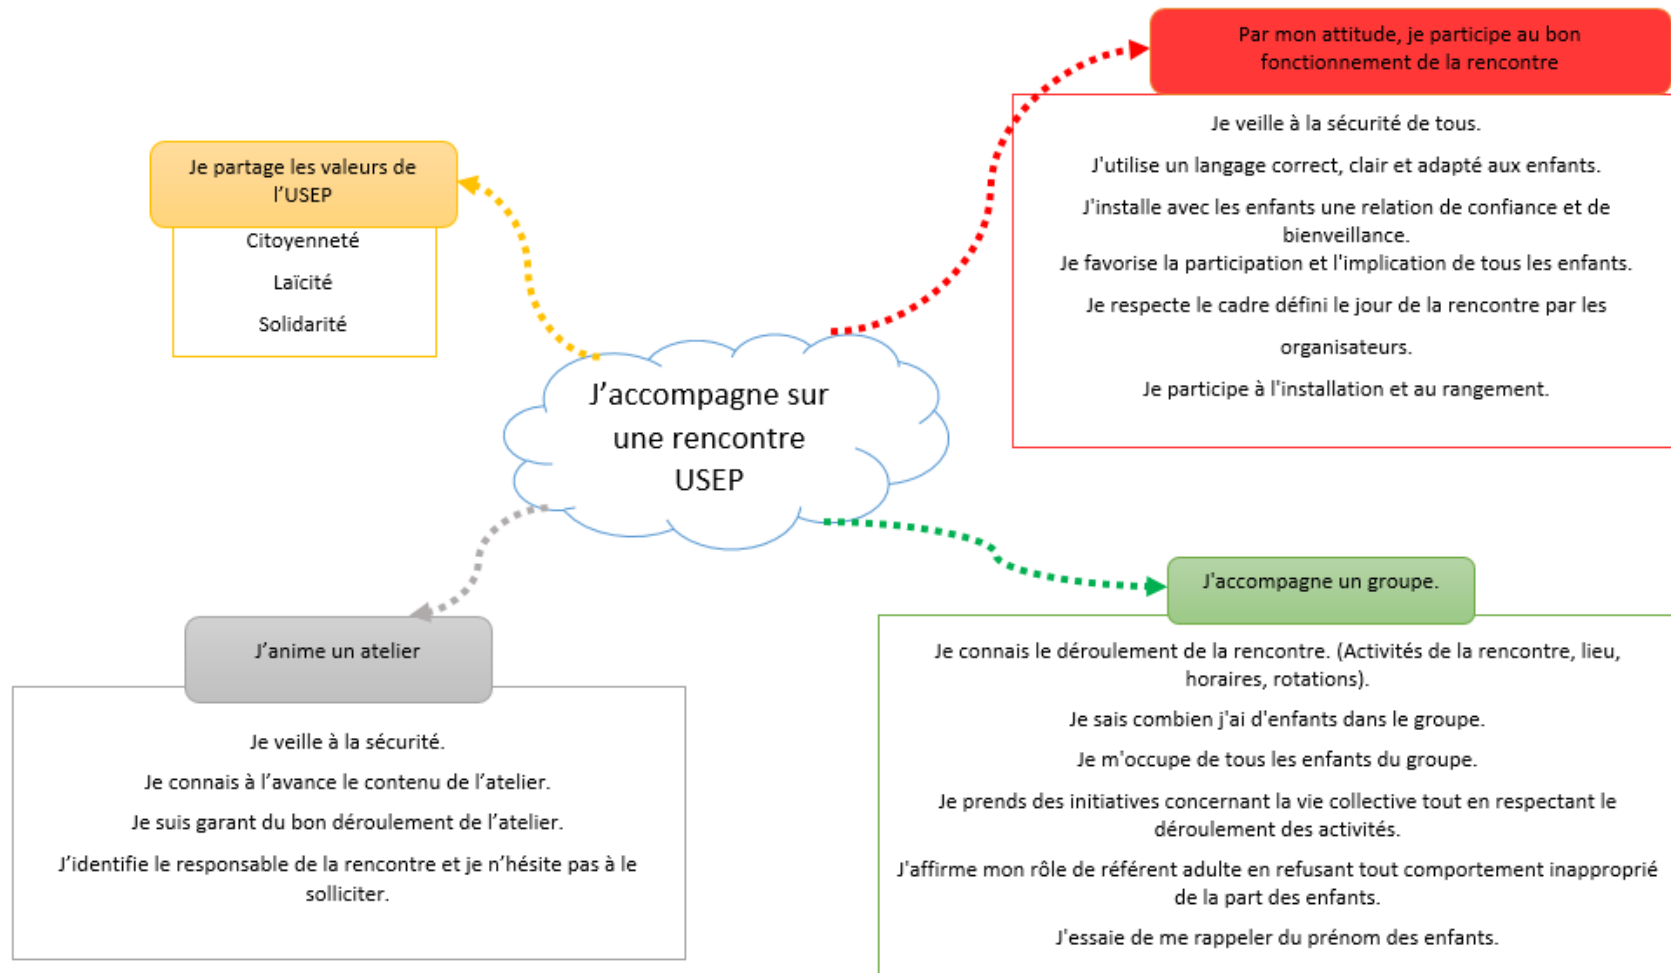 Par mon attitude, je participe au bon
fonctionnement de la rencontre
Je veille à la sécurité de tous.
J'utilise un langage correct, clair et adapté aux enfants.
J'installe avec les enfants une relation de confiance et de
bienveillance.
Je favorise la participation et l'implication de tous les enfants.
Je respecte le cadre défini le jour de la rencontre par les
organisateurs.
Je participe à l'installation et au rangement.
Je partage les valeurs de
l’USEP
Citoyenneté
Laïcité
Solidarité
J’accompagne sur
une rencontre
USEP
J’anime un atelier
Je veille à la sécurité.
Je connais à l’avance le contenu de l’atelier.
Je suis garant du bon déroulement de l’atelier.
J’identifie le responsable de la rencontre et je n’hésite pas à le
solliciter.
J'accompagne un groupe.
Je connais le déroulement de la rencontre. (Activités de la rencontre, lieu,
horaires, rotations).
Je sais combien j'ai d'enfants dans le groupe.
Je m'occupe de tous les enfants du groupe.
Je prends des initiatives concernant la vie collective tout en respectant le
déroulement des activités.
J'affirme mon rôle de référent adulte en refusant tout comportement inapproprié
de la part des enfants.
J'essaie de me rappeler du prénom des enfants.